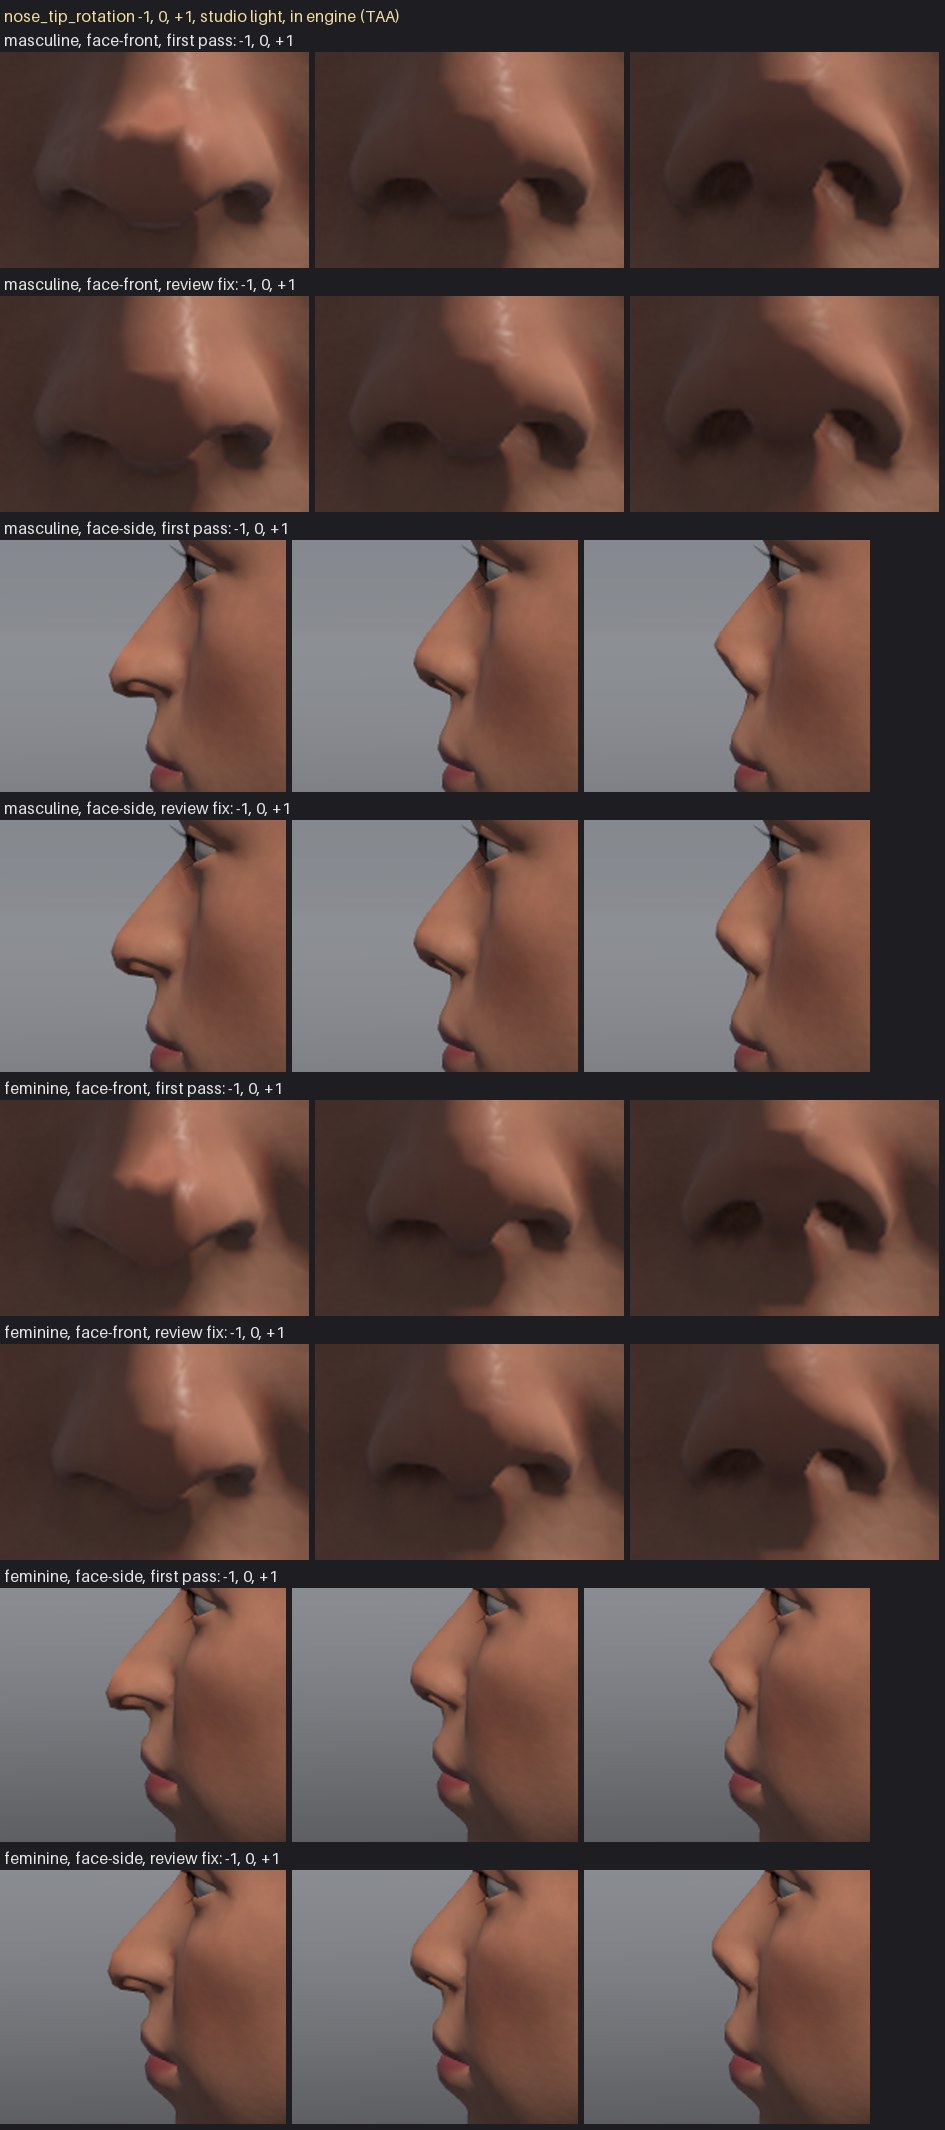 nose_tip_rotation -1, 0, +1, studio light, in engine (TAA)
masculine, face-front, first pass: -1, 0, +1
masculine, face-front, review fix: -1, 0, +1
masculine, face-side, first pass: -1, 0, +1
masculine, face-side, review fix: -1, 0, +1
feminine, face-front, first pass: -1, 0, +1
feminine, face-front, review fix: -1, 0, +1
feminine, face-side, first pass: -1, 0, +1
feminine, face-side, review fix: -1, 0, +1